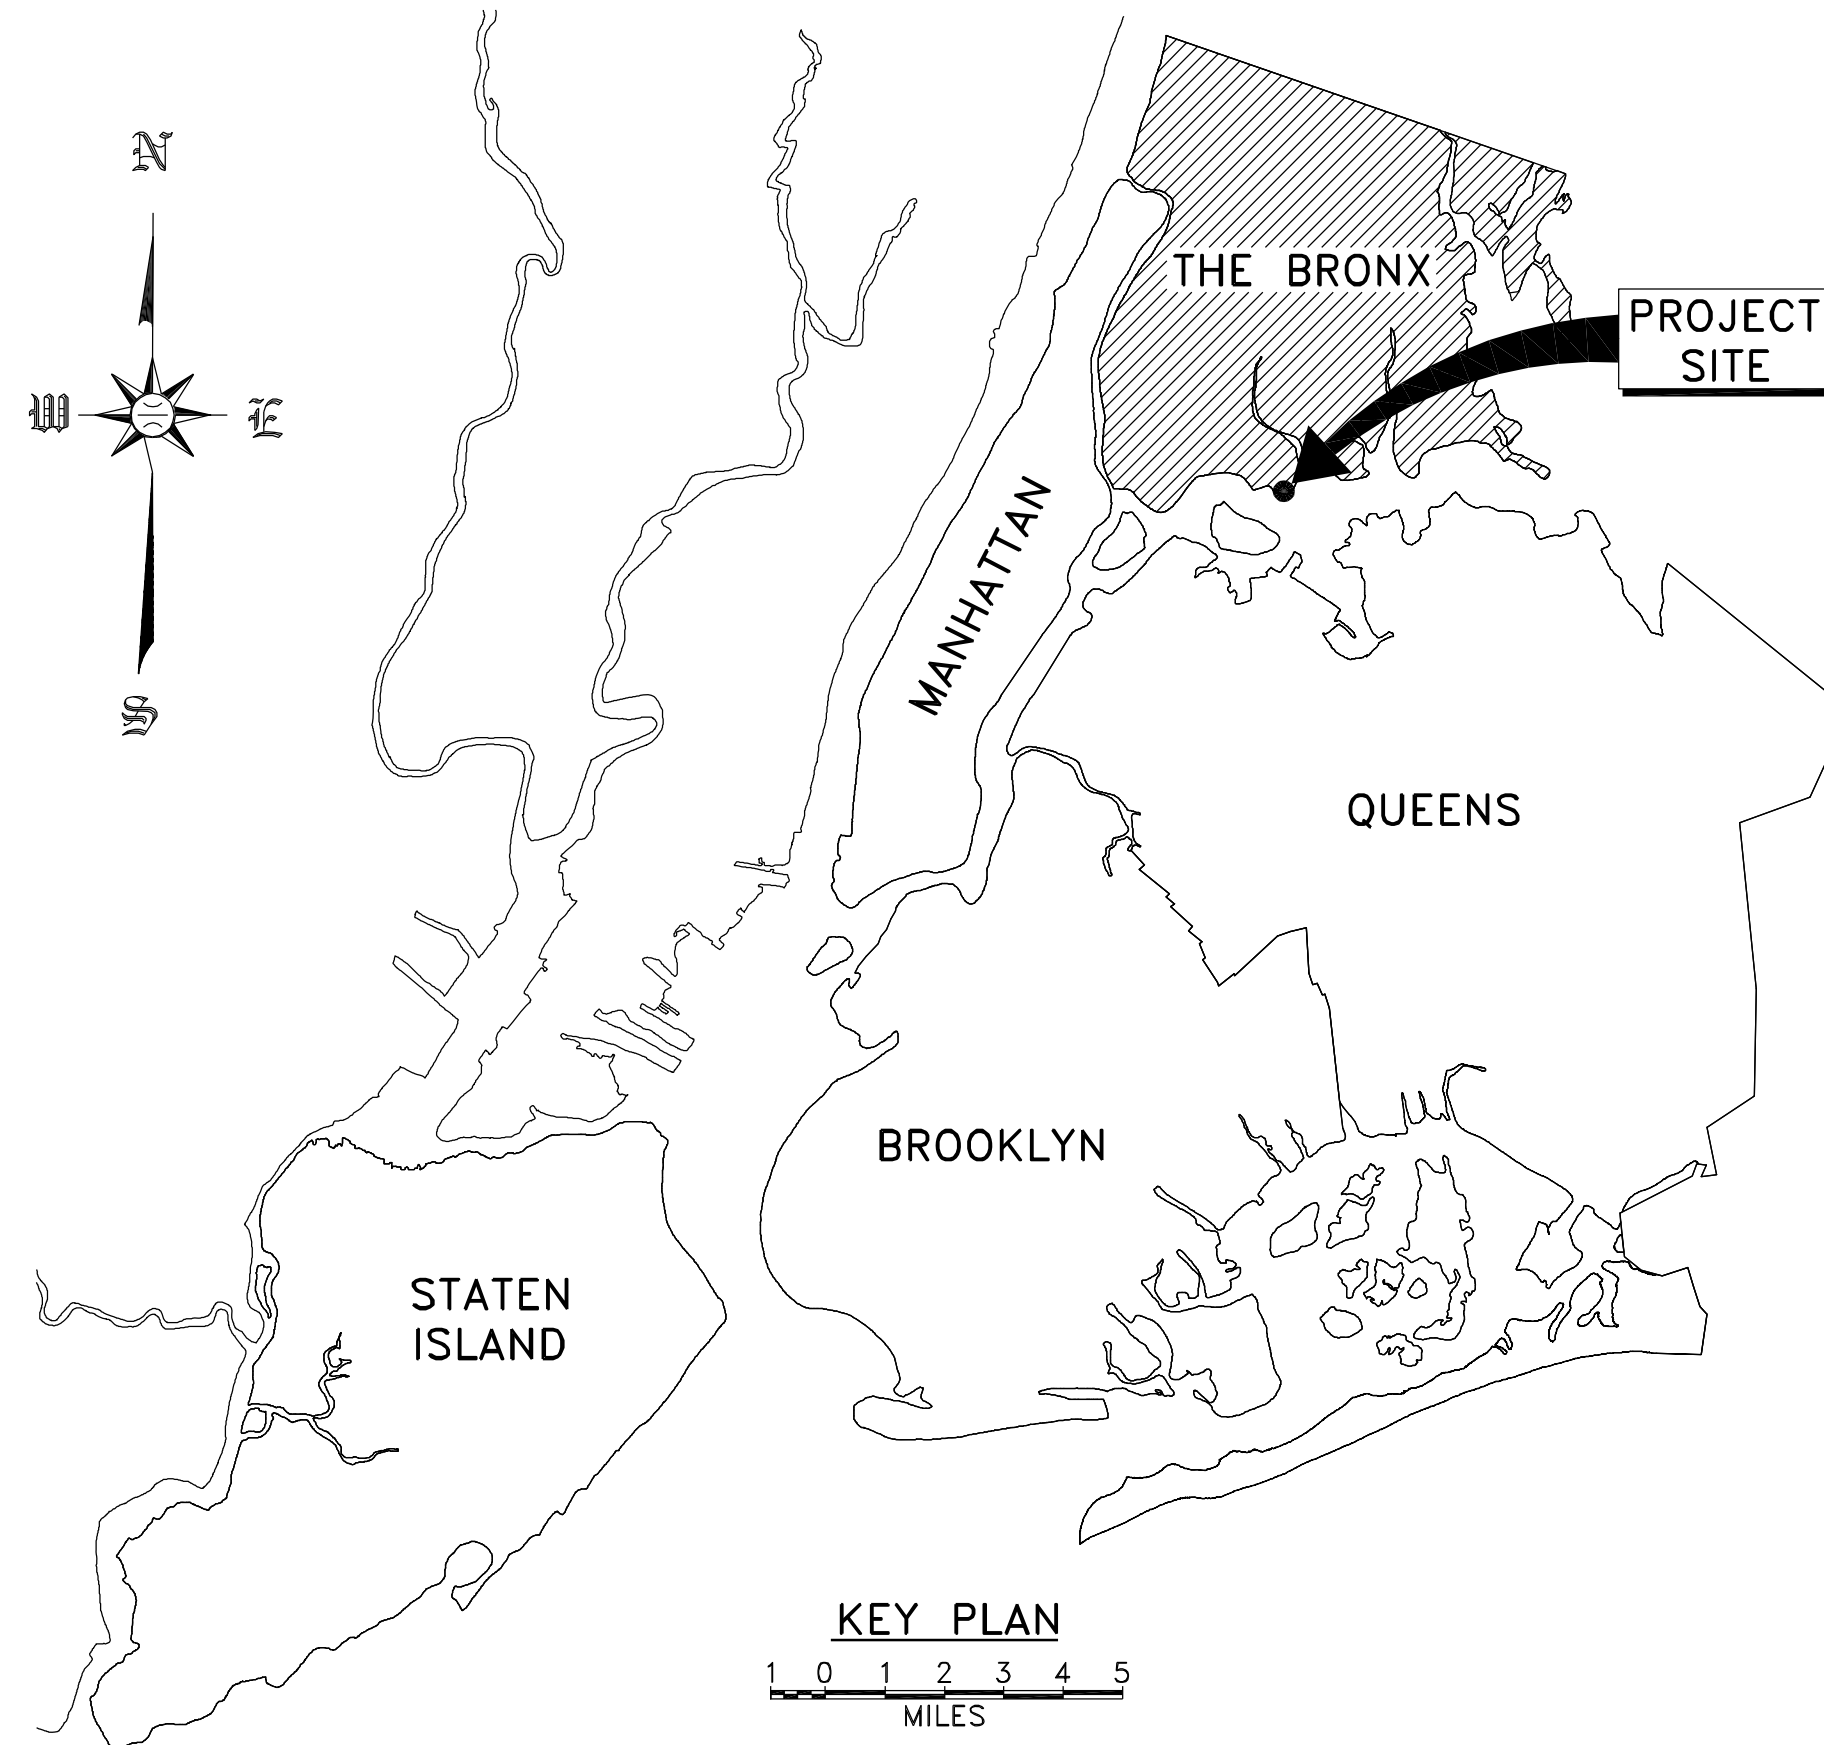 N
W
E
S
THE BRONX
PROJECT
SITE
MANHATTAN
QUEENS
BROOKLYN
STATEN
ISLAND
KEY PLAN
1 0 1 2 3 4 5
MILES